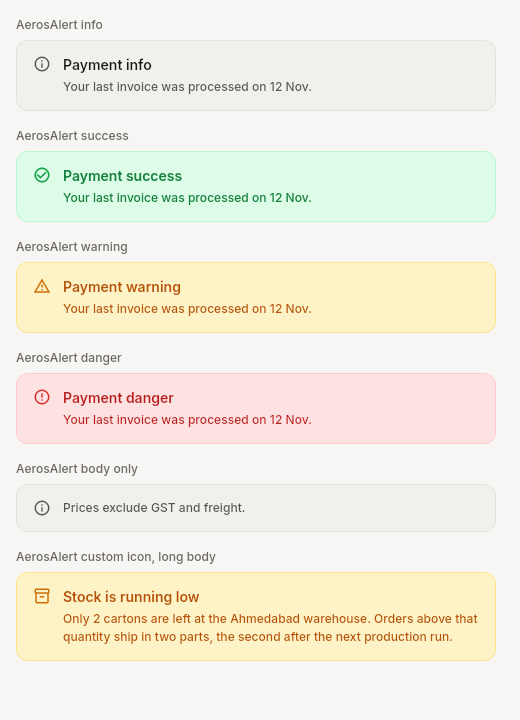 AerosAlert info
Payment info
Your last invoice was processed on 12 Nov.
AerosAlert success
Payment success
Your last invoice was processed on 12 Nov.
AerosAlert warning
Payment warning
Your last invoice was processed on 12 Nov.
AerosAlert danger
Payment danger
Your last invoice was processed on 12 Nov.
AerosAlert body only
Prices exclude GST and freight.
AerosAlert custom icon, long body
Stock is running low
Only 2 cartons are left at the Ahmedabad warehouse. Orders above that
quantity ship in two parts, the second after the next production run.